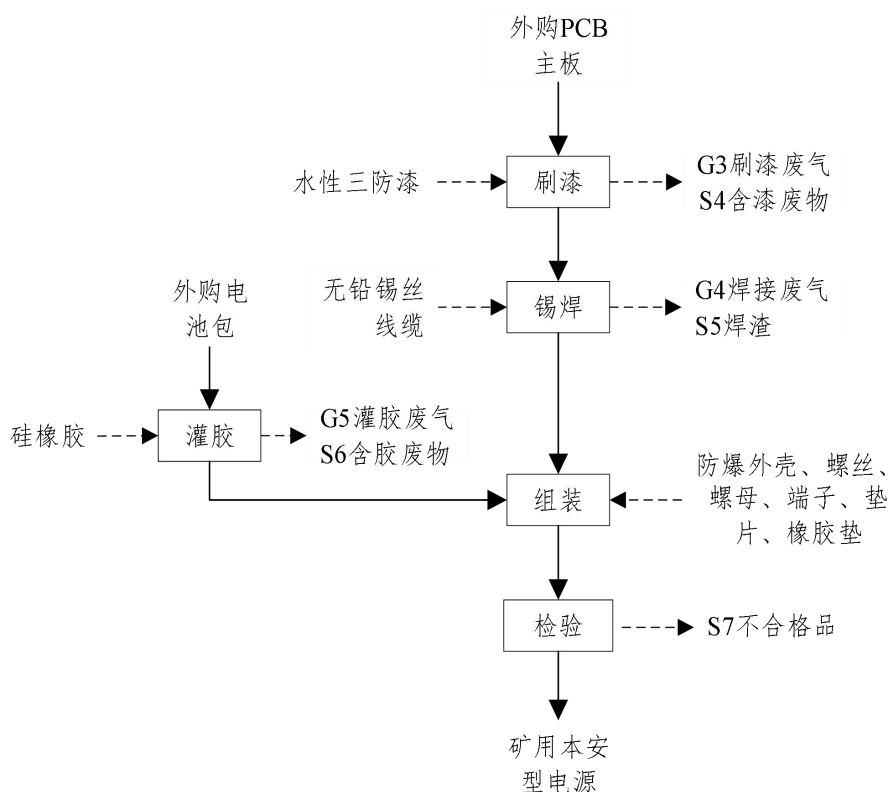 外购PCB
主板
水性三防漆
刷漆
G3刷漆废气
S4含漆废物
外购电
池包
无铅锡丝
线缆
锡焊
G4焊接废气
S5焊渣
硅橡胶
灌胶
G5灌胶废气
S6含胶废物
组装
防爆外壳、螺丝、
螺母、端子、垫
片、橡胶垫
检验
S7不合格品
矿用本安
型电源